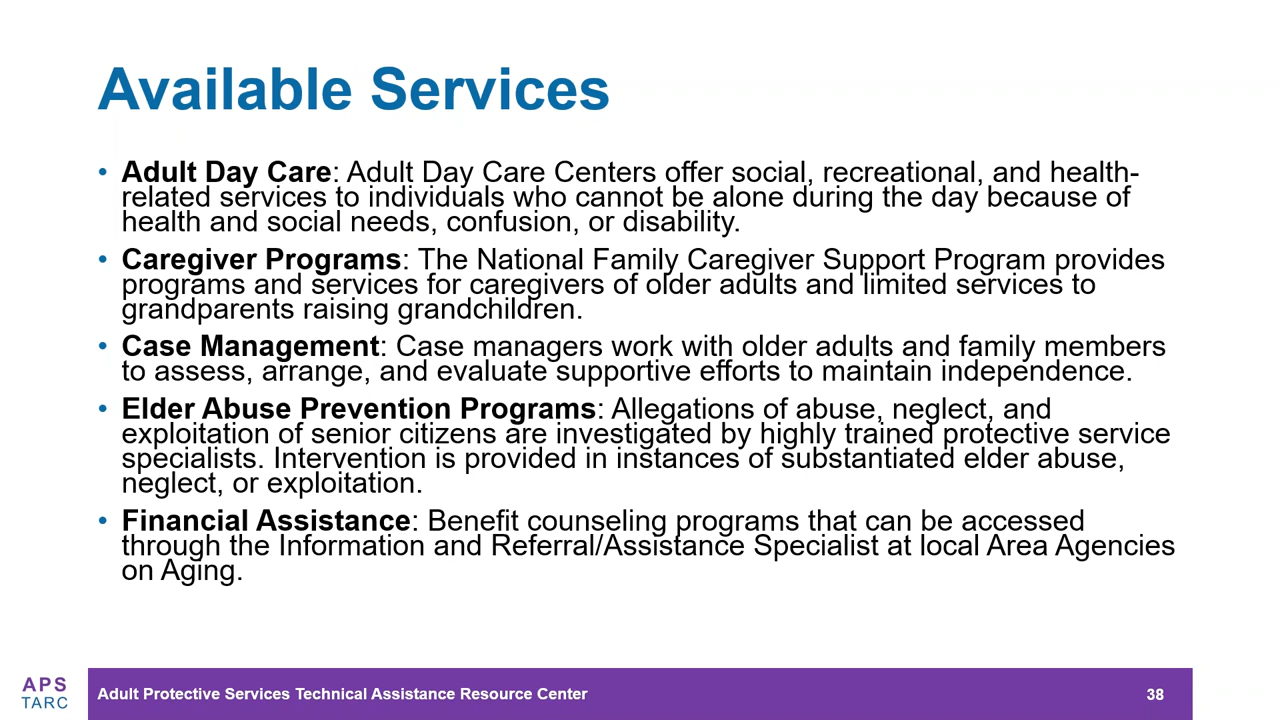 Available Services
• Adult Day Care: Adult Day Care Centers offer social, recreational, and health-
related services to individuals who cannot be alone during the day because of
health and social needs, confusion, or disability.
• Caregiver Programs: The National Family Caregiver Support Program provides
programs and services for caregivers of older adults and limited services to
grandparents raising grandchildren.
• Case Management: Case managers work with older adults and family members
to assess, arrange, and evaluate supportive efforts to maintain independence.
• Elder Abuse Prevention Programs: Allegations of abuse, neglect, and
exploitation of senior citizens are investigated by highly trained protective service
specialists. Intervention is provided in instances of substantiated elder abuse,
neglect, or exploitation.
• Financial Assistance: Benefit counseling programs that can be accessed
through the Information and Referral/Assistance Specialist at local Area Agencies
on Aging.
APS
TARC
Adult Protective Services Technical Assistance Resource Center
38